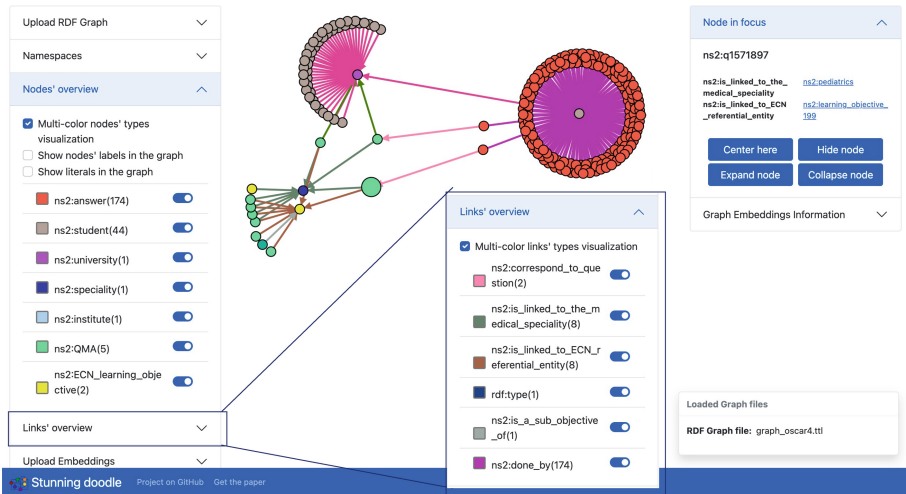 Upload RDF Graph
Namespaces
Nodes' overview
Multi-color nodes' types
visualization
Show nodes' labels in the graph
Show literals in the graph
ns2:answer(174)
ns2:student(44)
ns2:university(1)
ns2:speciality(1)
ns2:institute(1)
ns2:QMA(5)
ns2:ECN_learning_obje
ctive(2)
Links' overview
Upload Embeddings
Links' overview
Multi-color links' types visualization
ns2:correspond_to_que
stion(2)
ns2:is_linked_to_the_m
edical_speciality(8)
ns2:is_linked_to_ECN_r
eferential_entity(8)
rdf:type(1)
ns2:is_a_sub_objective
_of(1)
ns2:done_by(174)
Node in focus
ns2:q1571897
ns2:is_linked_to_the_ ns2:pediatrics
medical_speciality
ns2:is_linked_to_ECN ns2:learning_objective_
_referential_entity 199
Center here Hide node
Expand node Collapse node
Graph Embeddings Information
Loaded Graph files
RDF Graph file: graph_oscar4.ttl
Stunning doodle Project on GitHub Get the paper